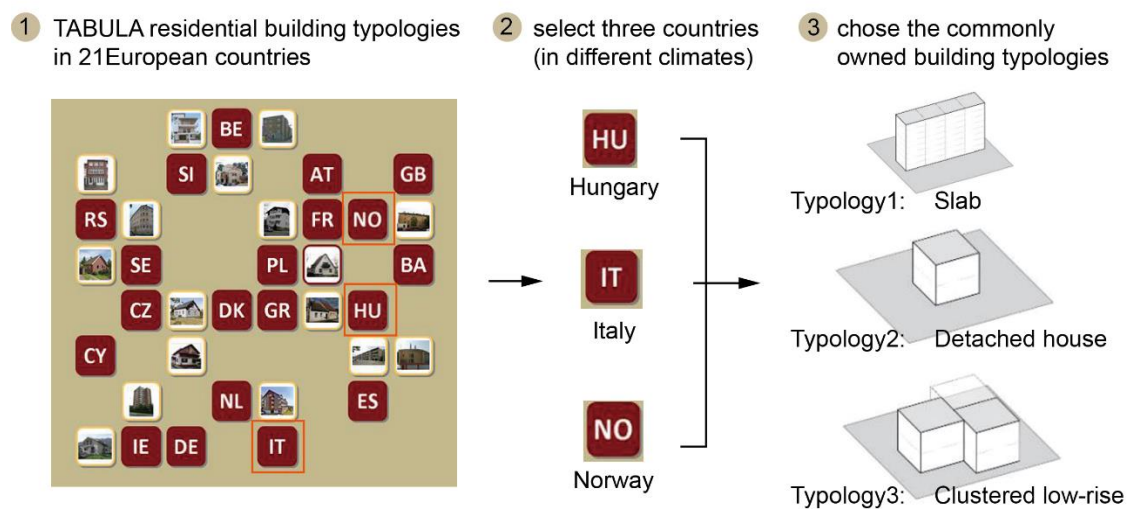 1 TABULA residential building typologies
in 21European countries
2 select three countries
(in different climates)
3 chose the commonly
owned building typologies
BE
SI AT GB
RS FR NO
SE PL BA
CZ DK GR HU
CY
NL ES
IE DE IT
HU
Hungary
IT
Italy
NO
Norway
Typology1: Slab
Typology2: Detached house
Typology3: Clustered low-rise